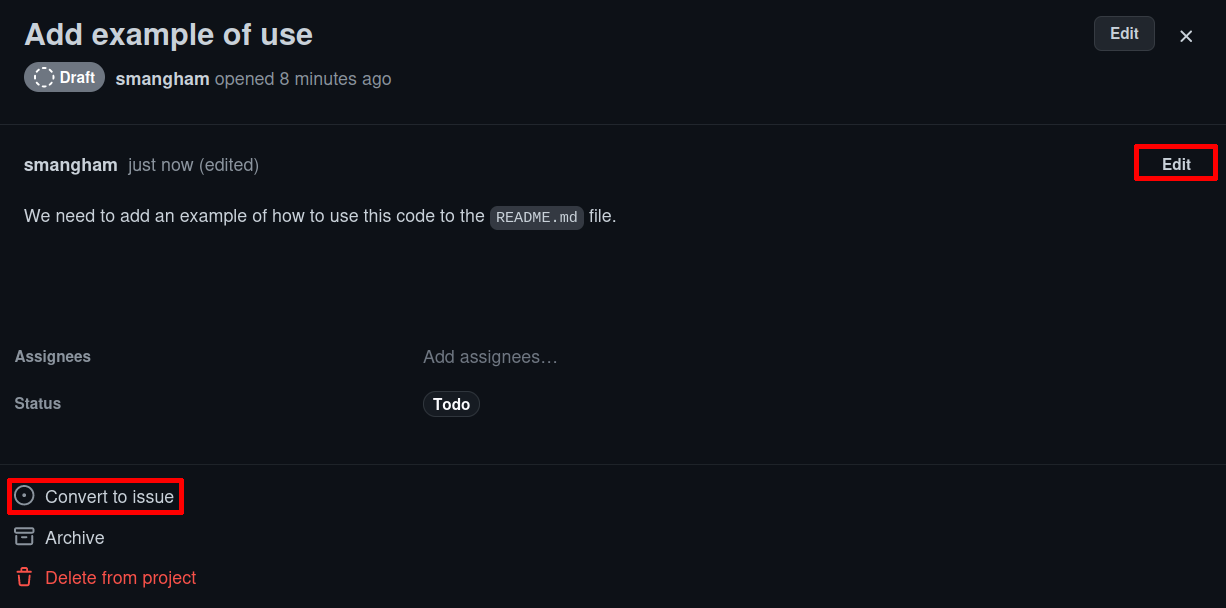 Add example of use
Edit
Draft smangham opened 8 minutes ago
smangham just now (edited)
Edit
We need to add an example of how to use this code to the README.md file.
Assignees Add assignees…
Status Todo
Convert to issue
Archive
Delete from project